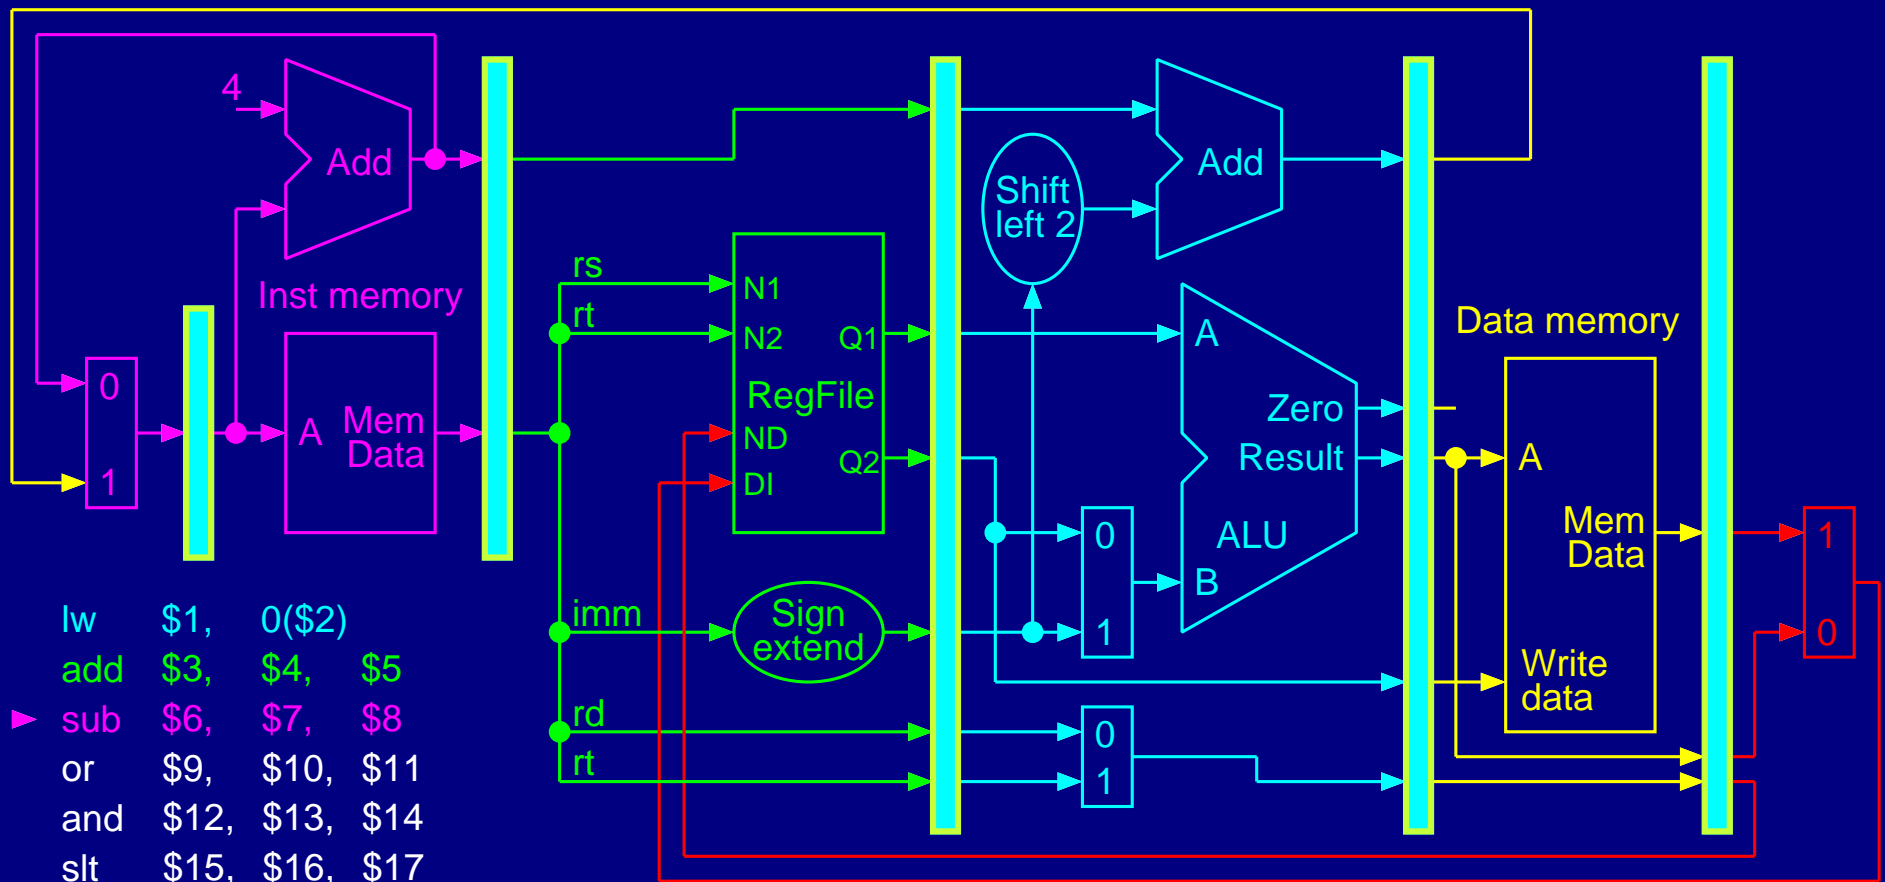 4
Add
Inst memory
0
1
A
Mem
Data
rs
rt
N1
N2
Q1
RegFile
ND
Q2
DI
imm
Sign
extend
rd
rt
Shift
left 2
Add
A
Zero
Result
ALU
B
0
1
0
1
Data memory
A
Mem
Data
Write
data
1
0
lw $1, 0($2)
add $3, $4, $5
sub $6, $7, $8
or $9, $10, $11
and $12, $13, $14
slt $15, $16, $17